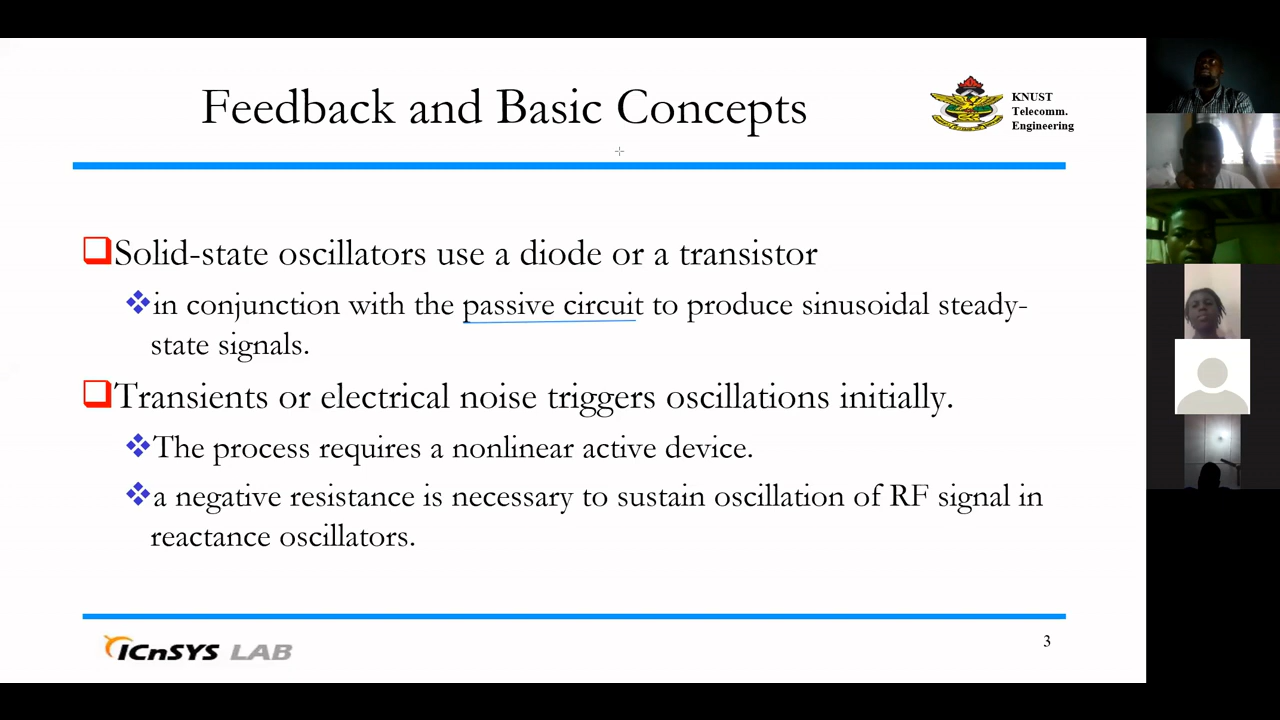 Feedback and Basic Concepts
KNUST
Telecomm.
Engineering
Solid-state oscillators use a diode or a transistor
in conjunction with the passive circuit to produce sinusoidal steady-
state signals.
Transients or electrical noise triggers oscillations initially.
The process requires a nonlinear active device.
a negative resistance is necessary to sustain oscillation of RF signal in
reactance oscillators.
iCnSYS LAB
3